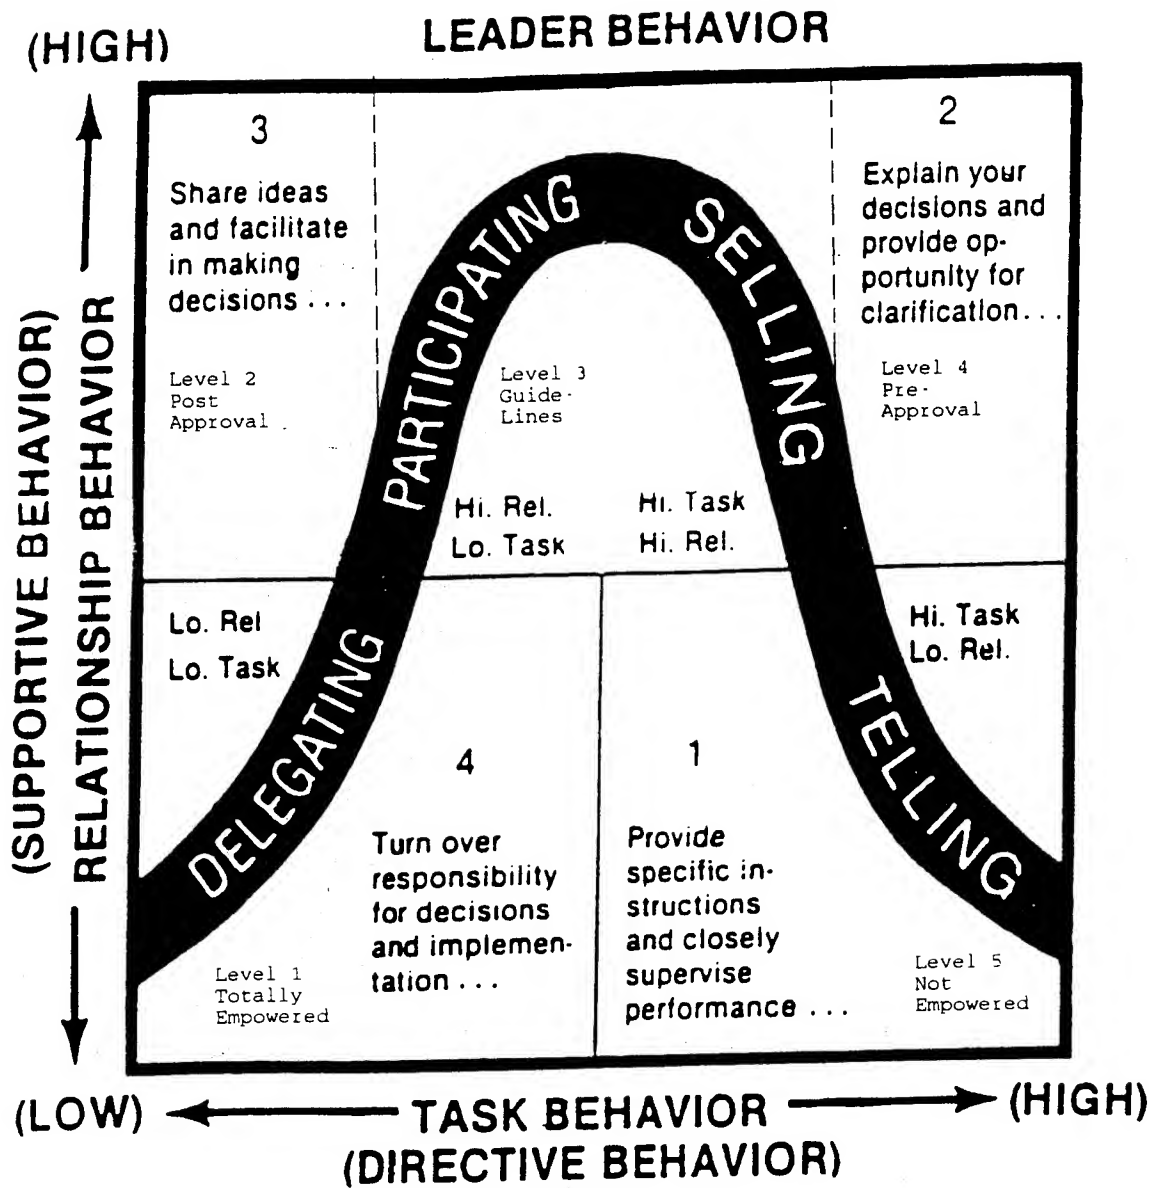 (HIGH)
LEADER BEHAVIOR
3
Share ideas
and facilitate
in making
decisions . . .
Level 2
Post
Approval
2
Explain your
decisions and
provide op-
portunity for
clarification. . .
Level 4
Pre-
Approval
PARTICIPATING
SELLING
Level 3
Guide-
Lines
Hi. Rel.
Lo. Task
Hi. Task
Hi. Rel.
(SUPPORTIVE BEHAVIOR)
RELATIONSHIP BEHAVIOR
Lo. Rel
Lo. Task
DELEGATING
4
Turn over
responsibility
for decisions
and implemen-
tation . . .
Level 1
Totally
Empowered
1
Provide
specific in-
structions
and closely
supervise
performance . . .
Hi. Task
Lo. Rel.
TELLING
Level 5
Not
Empowered
(LOW)
TASK BEHAVIOR
(HIGH)
(DIRECTIVE BEHAVIOR)